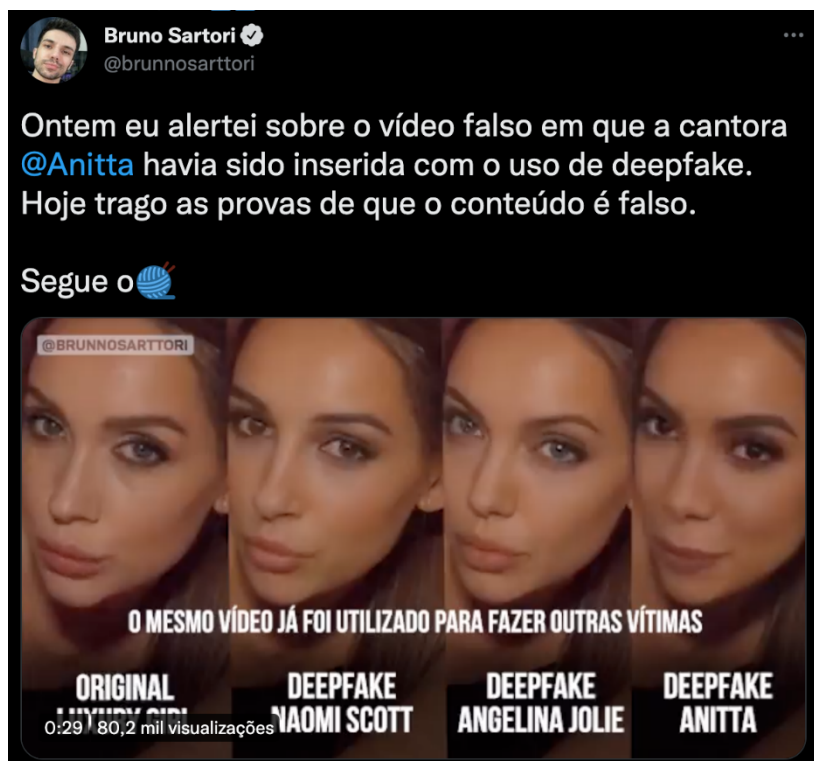 Bruno Sartori
@brunnosarttori
Ontem eu alertei sobre o vídeo falso em que a cantora
@Anitta havia sido inserida com o uso de deepfake.
Hoje trago as provas de que o conteúdo é falso.
Segue o🧶
@BRUNNOSARTTORI
O MESMO VÍDEO JÁ FOI UTILIZADO PARA FAZER OUTRAS VÍTIMAS
ORIGINAL
DEEPFAKE
NAOMI SCOTT
DEEPFAKE
ANGELINA JOLIE
DEEPFAKE
ANITTA
0:29 80,2 mil visualizações